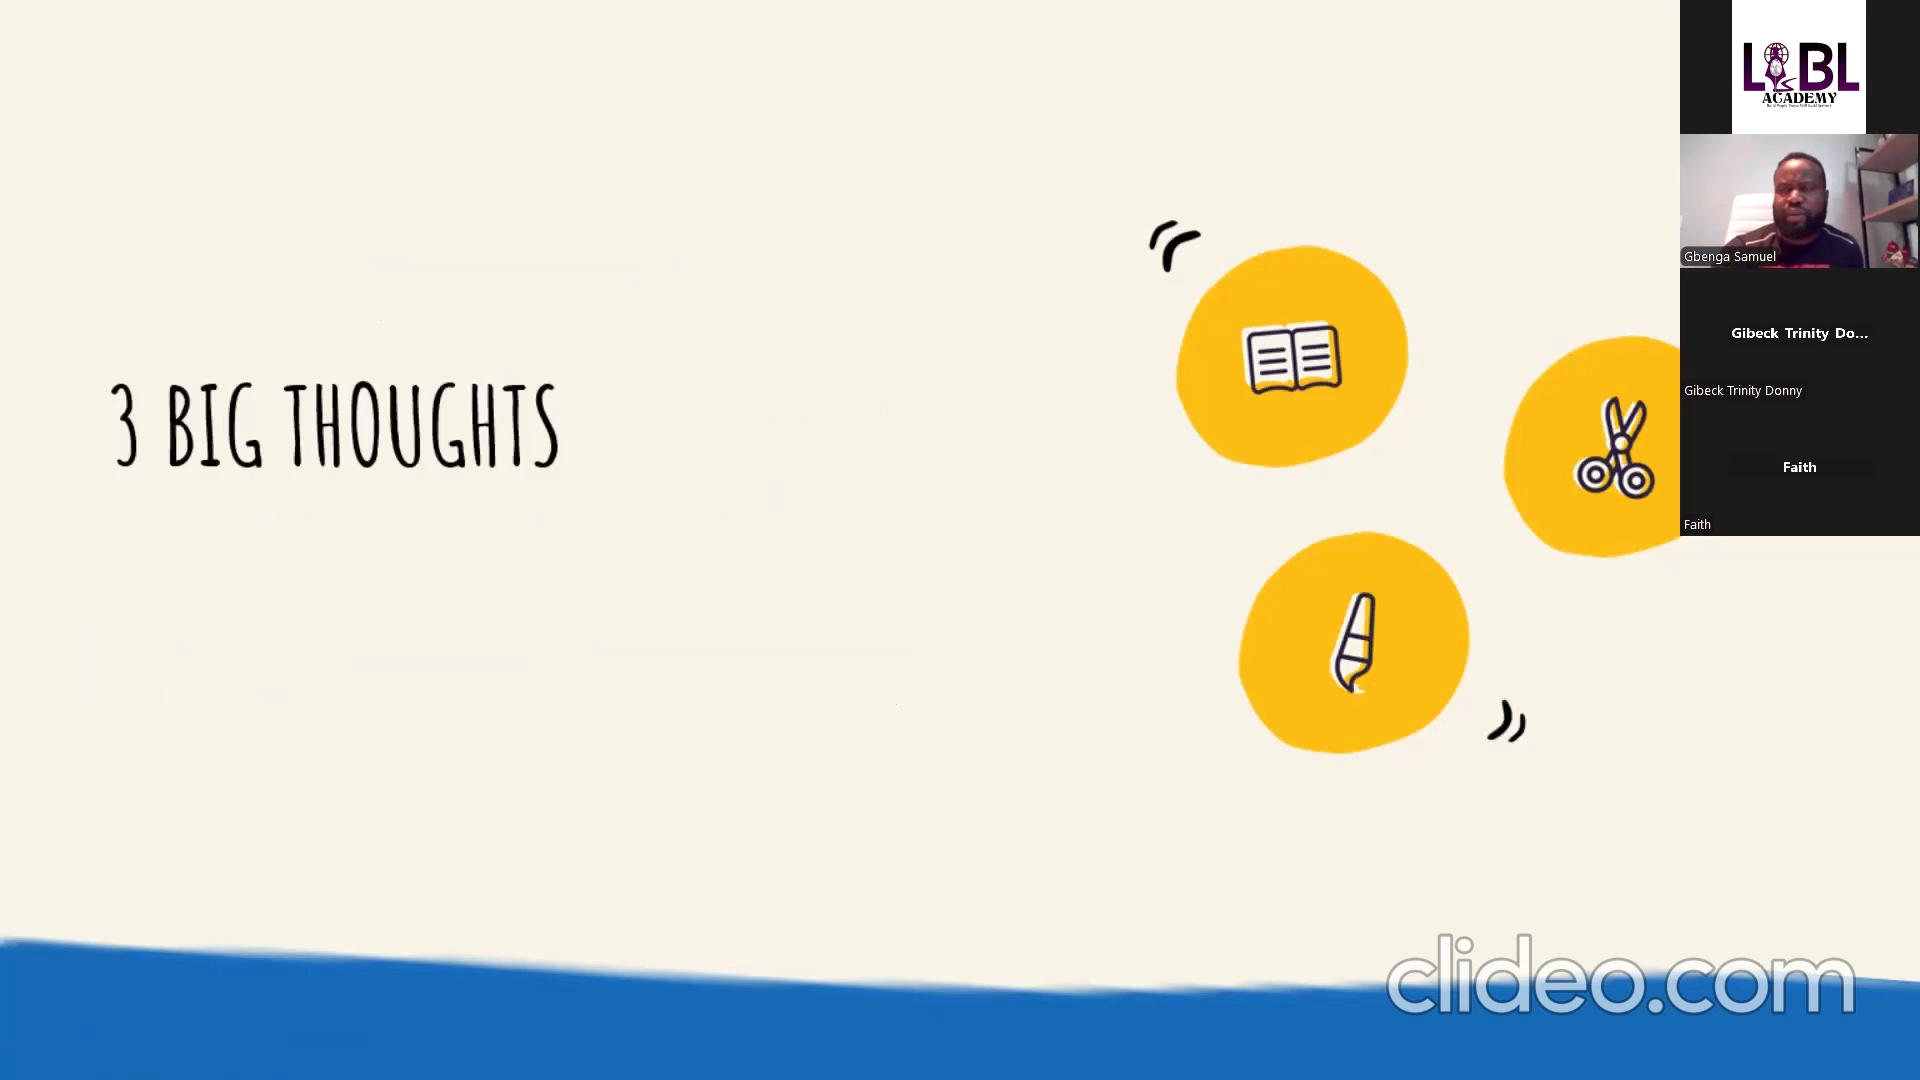 3 BIG THOUGHTS
LBL
ACADEMY
Gbenga Samuel
Gibeck Trinity Do...
Gibeck Trinity Donny
Faith
Faith
clideo.com